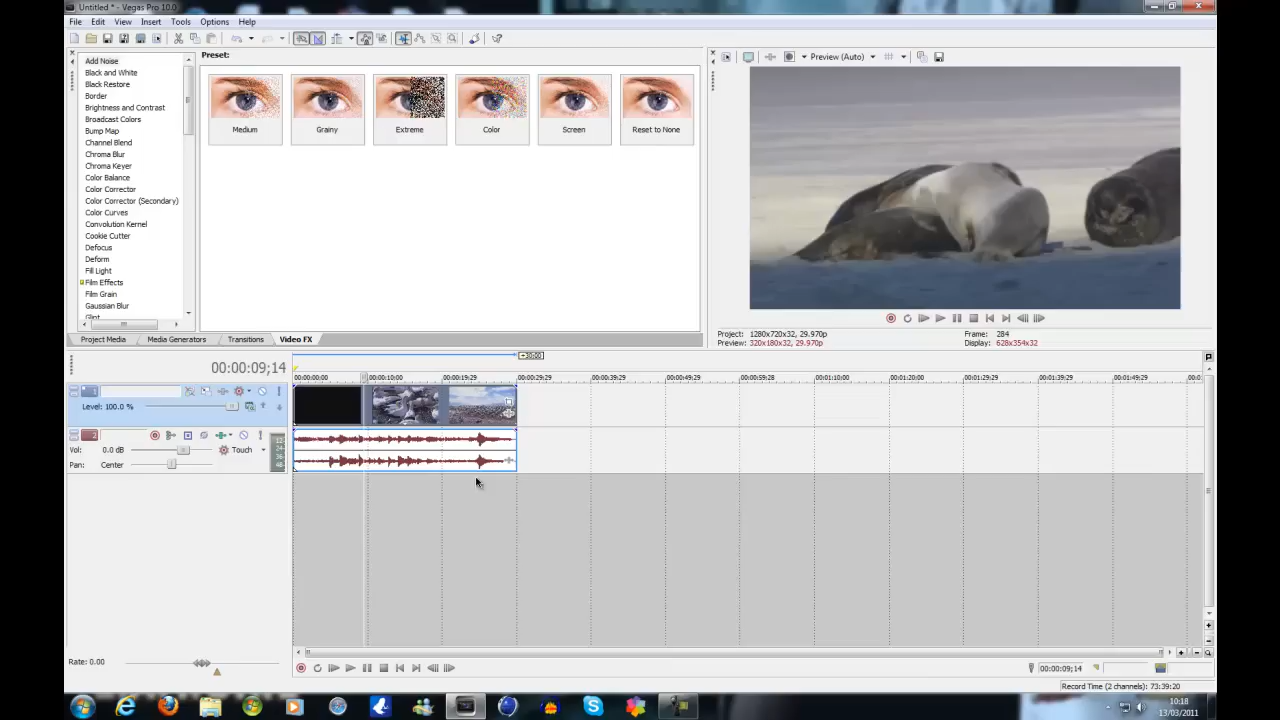 Untitled * - Vegas Pro 10.0
File Edit View Insert Tools Options Help
Add Noise
Black and White
Black Restore
Border
Brightness and Contrast
Broadcast Colors
Bump Map
Channel Blend
Chroma Blur
Chroma Keyer
Color Balance
Color Corrector
Color Corrector (Secondary)
Color Curves
Convolution Kernel
Cookie Cutter
Defocus
Deform
Fill Light
Film Effects
Film Grain
Gaussian Blur
Glint
Preset:
Medium Grainy Extreme Color Screen Reset to None
Preview (Auto)
Project Media Media Generators Transitions Video FX
Project: 1280x720x32, 29.970p Frame: 284
Preview: 320x180x32, 29.970p Display: 628x354x32
00:00:09;14
+30:00
00:00:00;00 00:00:10;00 00:00:19;29 00:00:29;29 00:00:39;29 00:00:49;29 00:00:59;28 00:01:10;00 00:01:20;00 00:01:29;29 00:01:39;29 00:01:49;29 00:0
1
Level: 100.0 %
2
Vol: 0.0 dB Touch
Pan: Center
Rate: 0.00
00:00:09;14
Record Time (2 channels): 73:39:20
10:18
13/03/2011